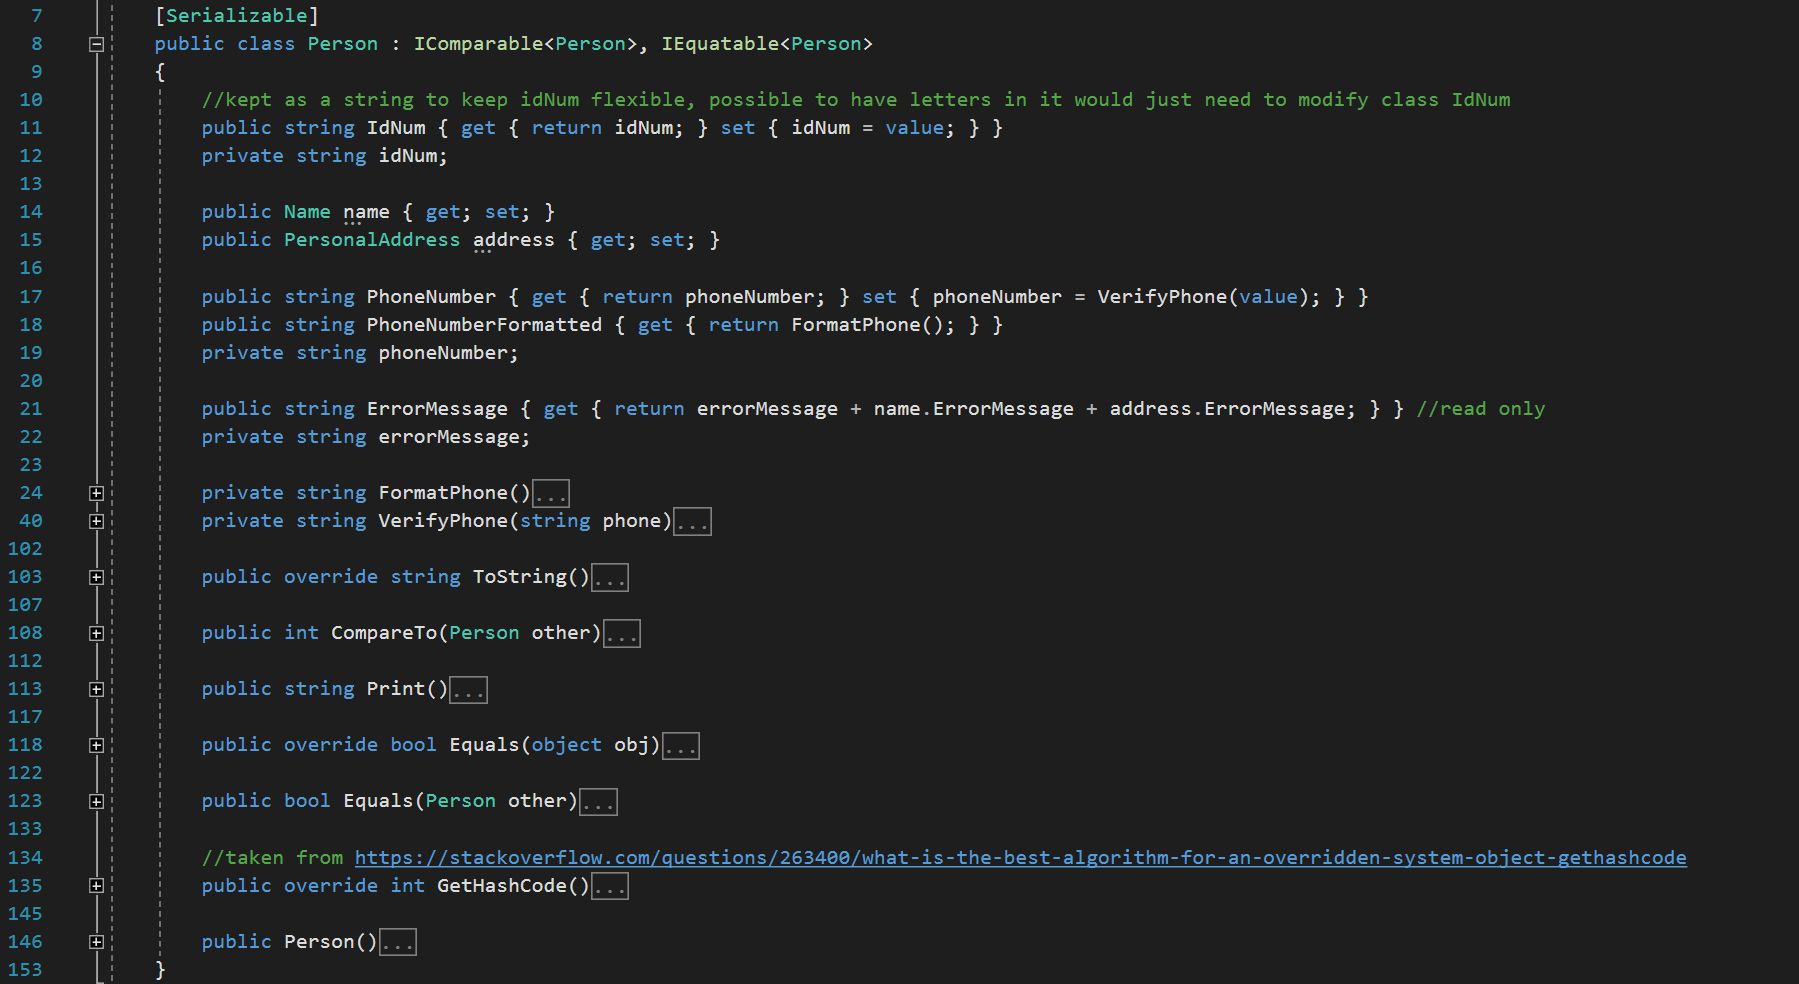 7 [Serializable]
8 public class Person : IComparable<Person>, IEquatable<Person>
9 {
10 //kept as a string to keep idNum flexible, possible to have letters in it would just need to modify class IdNum
11 public string IdNum { get { return idNum; } set { idNum = value; } }
12 private string idNum;
13
14 public Name name { get; set; }
15 public PersonalAddress address { get; set; }
16
17 public string PhoneNumber { get { return phoneNumber; } set { phoneNumber = VerifyPhone(value); } }
18 public string PhoneNumberFormatted { get { return FormatPhone(); } }
19 private string phoneNumber;
20
21 public string ErrorMessage { get { return errorMessage + name.ErrorMessage + address.ErrorMessage; } } //read only
22 private string errorMessage;
23
24 private string FormatPhone()...
40 private string VerifyPhone(string phone)...
102
103 public override string ToString()...
107
108 public int CompareTo(Person other)...
112
113 public string Print()...
117
118 public override bool Equals(object obj)...
122
123 public bool Equals(Person other)...
133
134 //taken from https://stackoverflow.com/questions/263400/what-is-the-best-algorithm-for-an-overridden-system-object-gethashcode
135 public override int GetHashCode()...
145
146 public Person()...
153 }